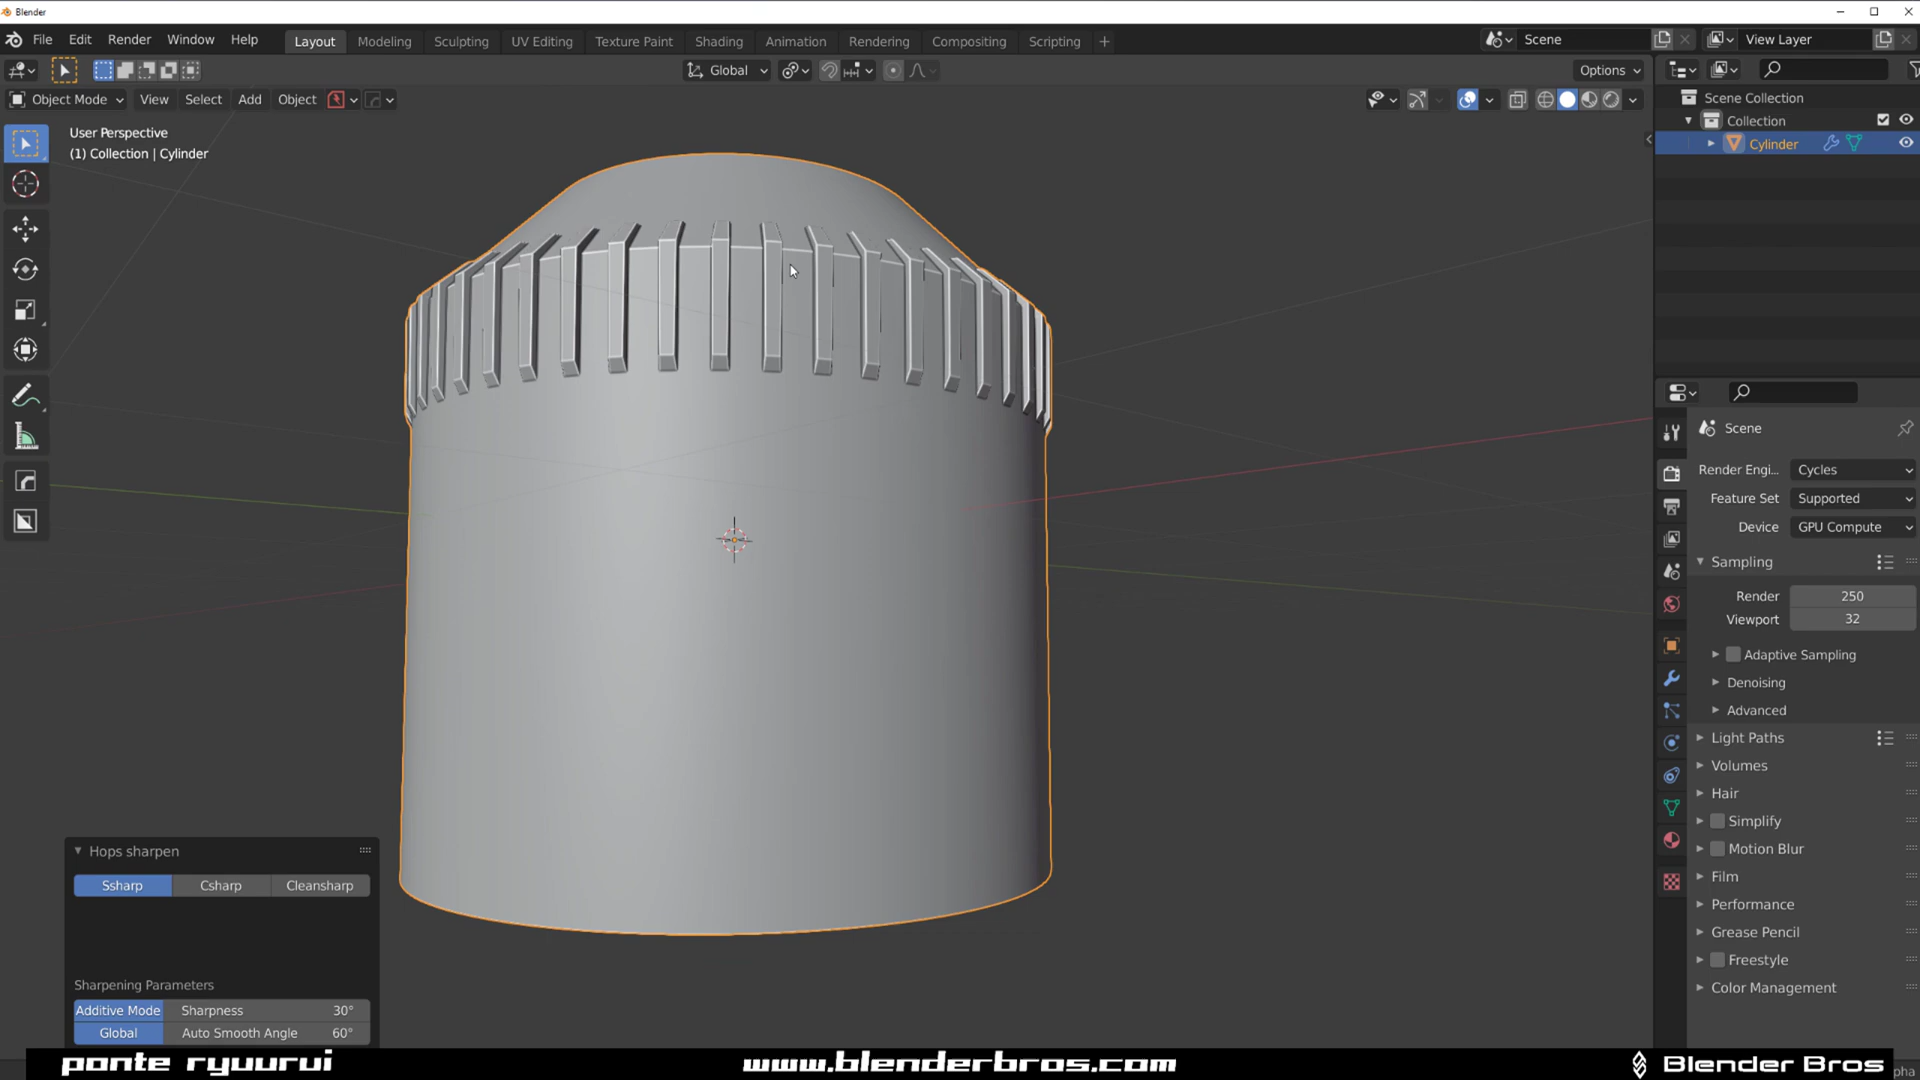 Blender
File Edit Render Window Help
Layout Modeling Sculpting UV Editing Texture Paint Shading Animation Rendering Compositing Scripting +
Scene
View Layer
Global
Options
Object Mode View Select Add Object
User Perspective
(1) Collection | Cylinder
Scene Collection
Collection
Cylinder
Scene
Render Engi... Cycles
Feature Set Supported
Device GPU Compute
Sampling
Render 250
Viewport 32
Adaptive Sampling
Denoising
Advanced
Light Paths
Volumes
Hair
Simplify
Motion Blur
Film
Performance
Grease Pencil
Freestyle
Color Management
Hops sharpen
Ssharp Csharp Cleansharp
Sharpening Parameters
Additive Mode Sharpness 30°
Global Auto Smooth Angle 60°
ponte ryuurui
www.blenderbros.com
Blender Bros
pha